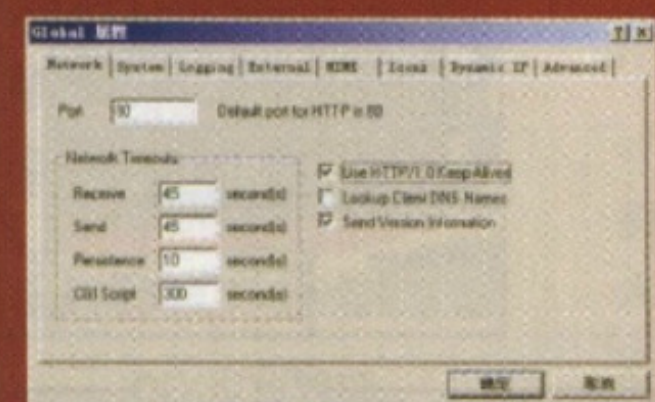 Global 属性
Network System Logging External MIME Icons Dynamic IP Advanced
Port 80 Default port for HTTP is 80
Network Timeouts
Receive 45 second(s)
Send 45 second(s)
Persistence 10 second(s)
CGI Script 300 second(s)
Use HTTP/1.0 Keep Alives
Lookup Client DNS Names
Send Version Information
确定 取消